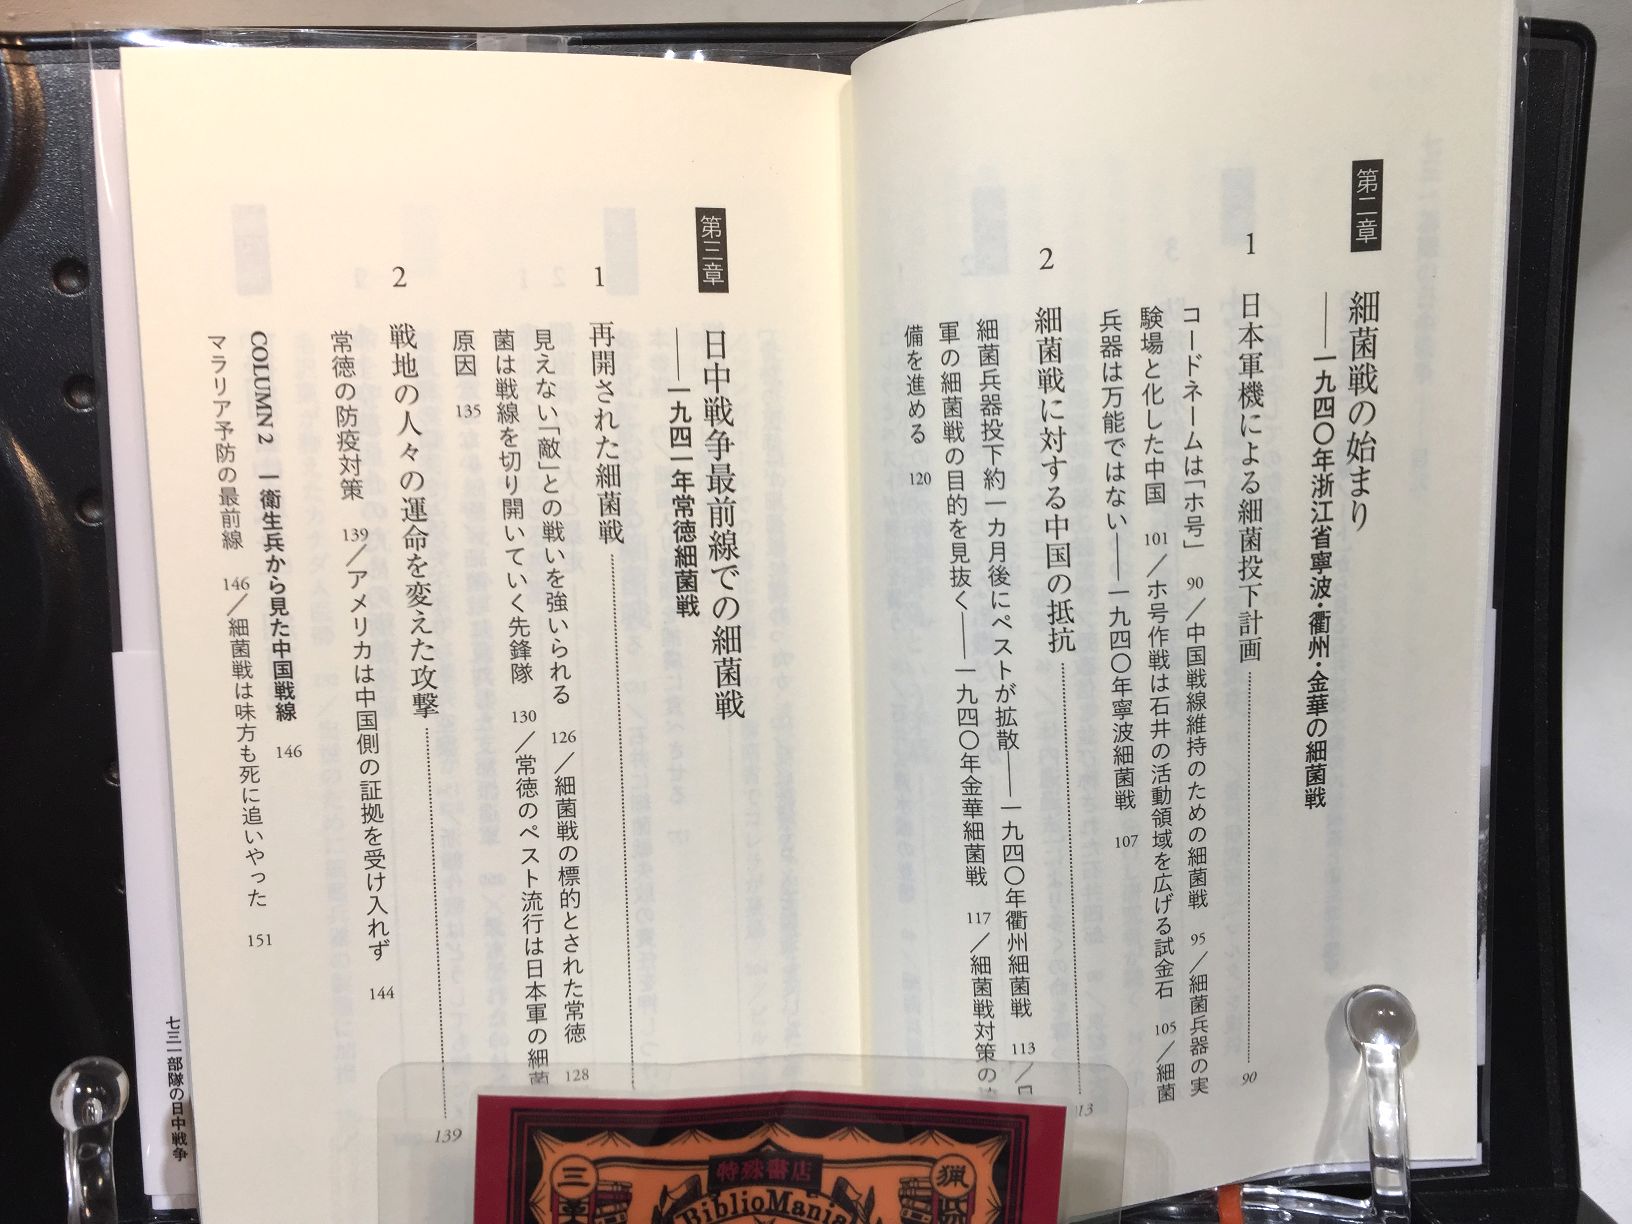 第二章
細菌戦の始まり
――一九四〇年浙江省寧波・衢州・金華の細菌戦
1 日本軍機による細菌投下計画 90
コードネームは「ホ号」 90／中国戦線維持のための細菌戦 95／細菌兵器の実
験場と化した中国 101／ホ号作戦は石井の活動領域を広げる試金石 105／細菌
兵器は万能ではない――一九四〇年寧波細菌戦 107
2 細菌戦に対する中国の抵抗 113
細菌兵器投下約一カ月後にペストが拡散――一九四〇年衢州細菌戦 113／日
軍の細菌戦の目的を見抜く――一九四〇年金華細菌戦 117／細菌戦対策の
備を進める 120
第三章
日中戦争最前線での細菌戦
――一九四一年常徳細菌戦
1 再開された細菌戦
見えない「敵」との戦いを強いられる 126／細菌戦の標的とされた常徳 128
菌は戦線を切り開いていく先鋒隊 130／常徳のペスト流行は日本軍の細菌
原因 135
2 戦地の人々の運命を変えた攻撃 139
常徳の防疫対策 139／アメリカは中国側の証拠を受け入れず 144
COLUMN 2 一衛生兵から見た中国戦線 146
マラリア予防の最前線 146／細菌戦は味方も死に追いやった 151
七三一部隊の日中戦争
特殊書店
BiblioMania
三
猟